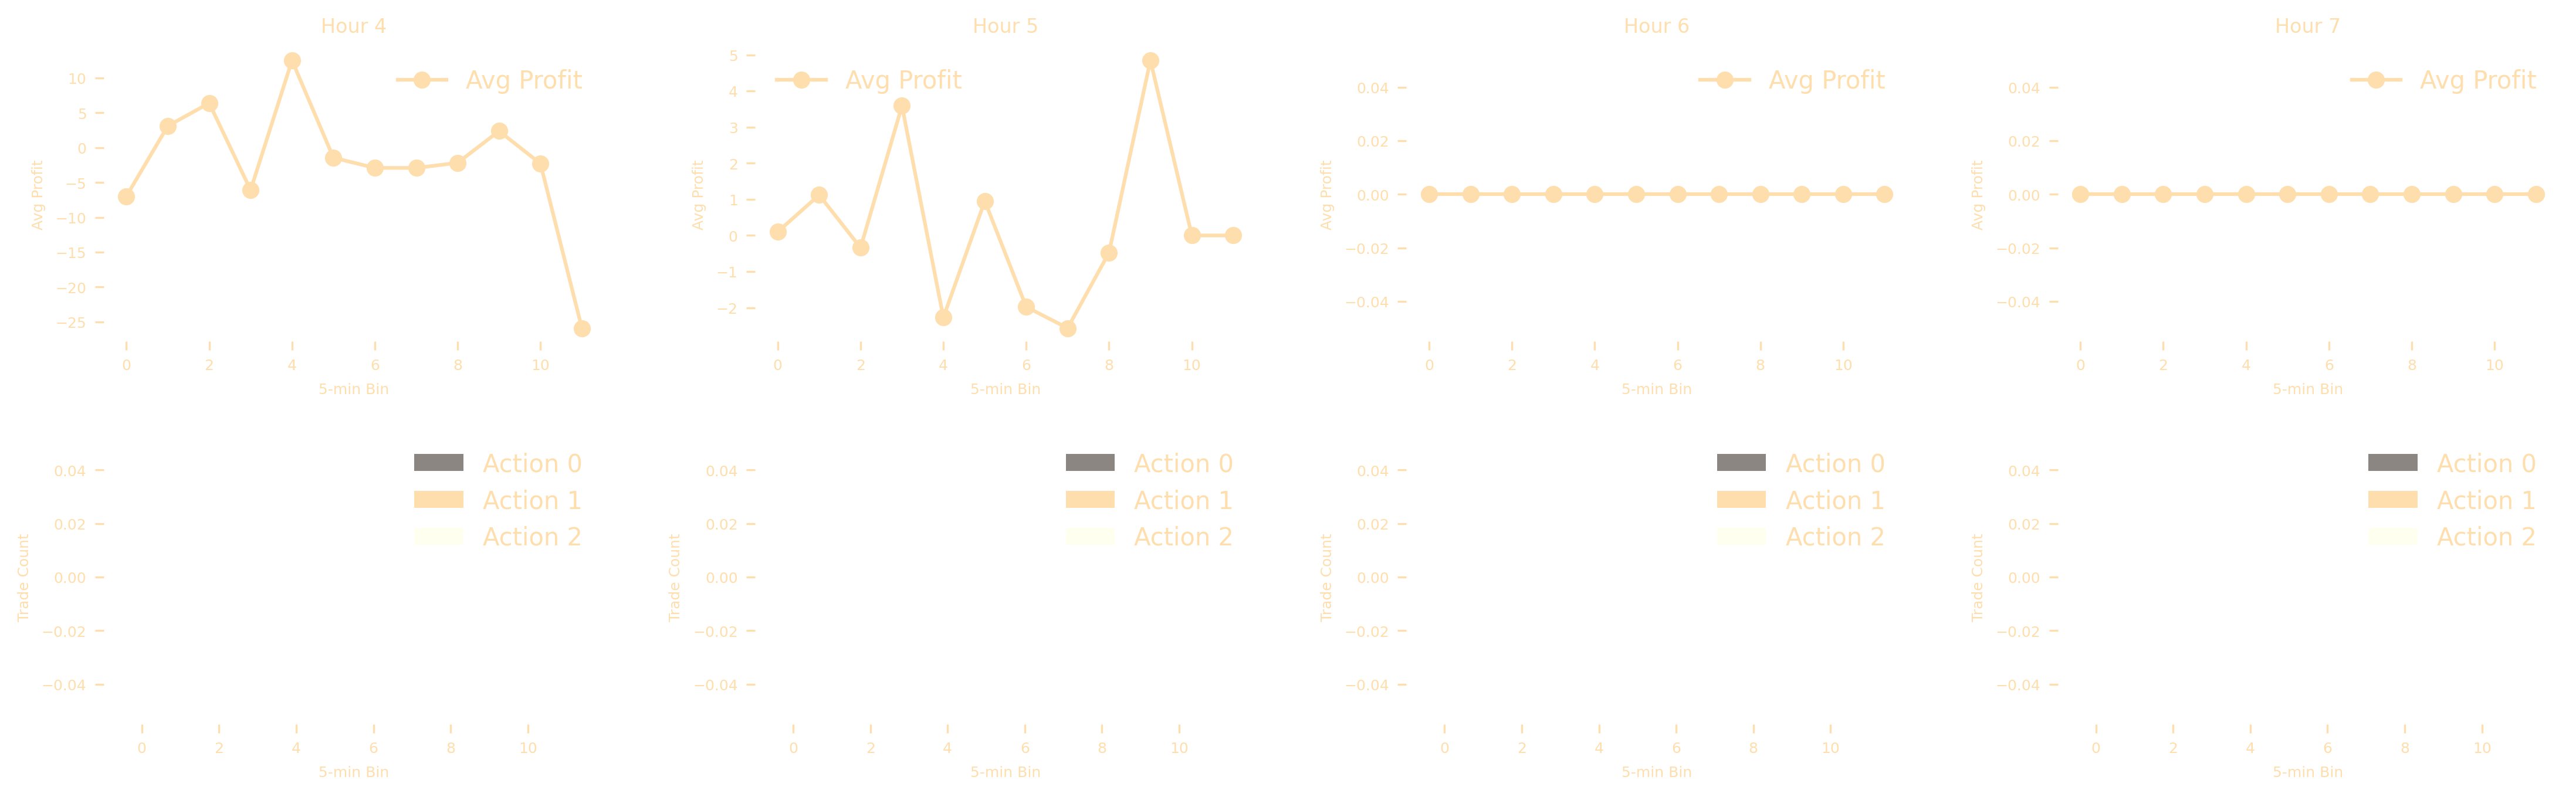 Hour 4
Avg Profit
10
5
0
−5
−10
−15
−20
−25
Avg Profit
0 2 4 6 8 10
5-min Bin
Hour 5
Avg Profit
5
4
3
2
1
0
−1
−2
Avg Profit
0 2 4 6 8 10
5-min Bin
Hour 6
Avg Profit
0.04
0.02
0.00
−0.02
−0.04
Avg Profit
0 2 4 6 8 10
5-min Bin
Hour 7
Avg Profit
0.04
0.02
0.00
−0.02
−0.04
Avg Profit
0 2 4 6 8 10
5-min Bin
Trade Count
0.04
0.02
0.00
−0.02
−0.04
Action 0
Action 1
Action 2
0 2 4 6 8 10
5-min Bin
Trade Count
0.04
0.02
0.00
−0.02
−0.04
Action 0
Action 1
Action 2
0 2 4 6 8 10
5-min Bin
Trade Count
0.04
0.02
0.00
−0.02
−0.04
Action 0
Action 1
Action 2
0 2 4 6 8 10
5-min Bin
Trade Count
0.04
0.02
0.00
−0.02
−0.04
Action 0
Action 1
Action 2
0 2 4 6 8 10
5-min Bin